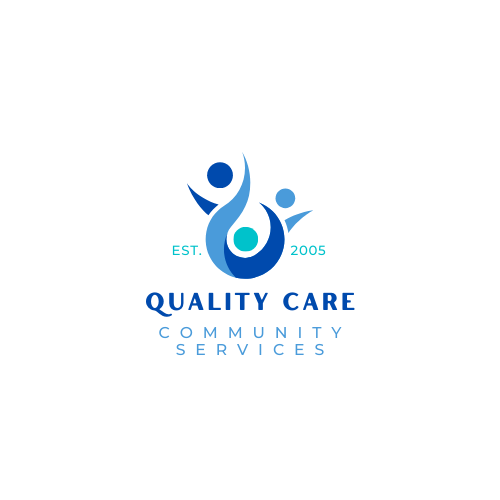 EST. 2005
QUALITY CARE
COMMUNITY
SERVICES